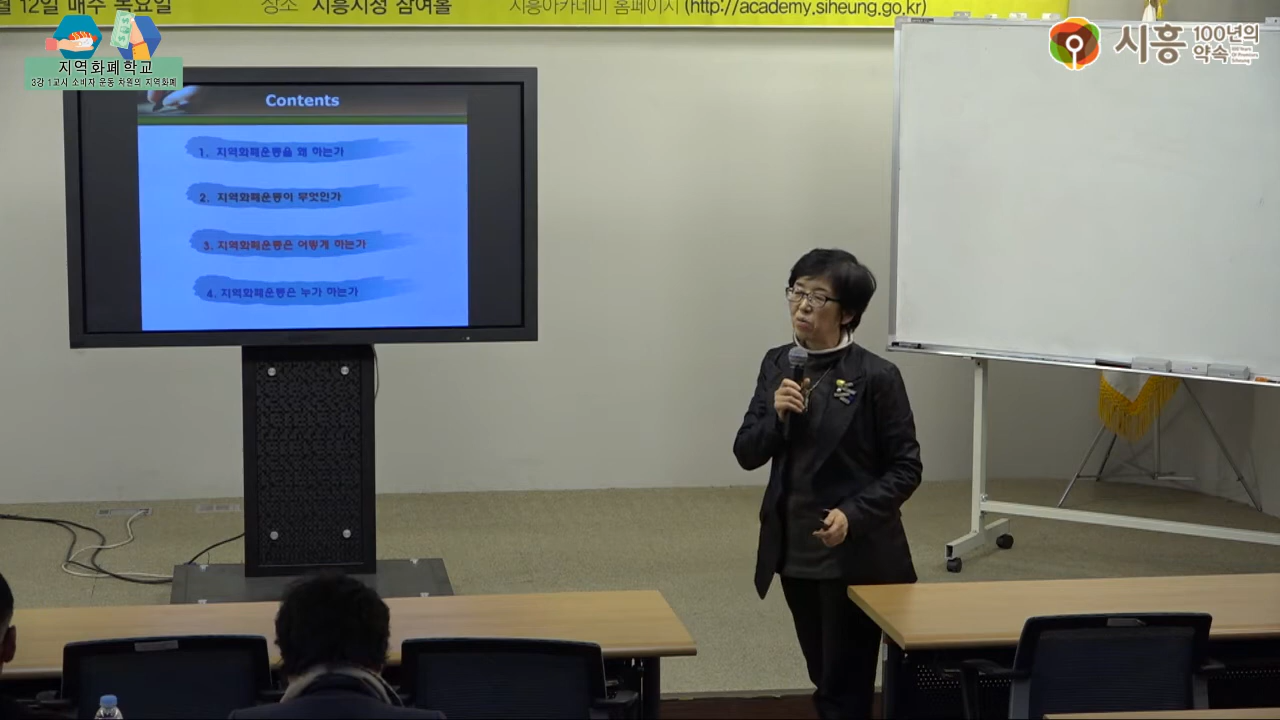 월 12일 매주 목요일 장소 시흥시청 참여홀 시흥아카데미 홈페이지 (http://academy.siheung.go.kr)
지역화폐학교
3강 1교시 소비자 운동 차원의 지역화폐
시흥 100년의 약속
Contents
1. 지역화폐운동을 왜 하는가
2. 지역화폐운동이 무엇인가
3. 지역화폐운동은 어떻게 하는가
4. 지역화폐운동은 누가 하는가